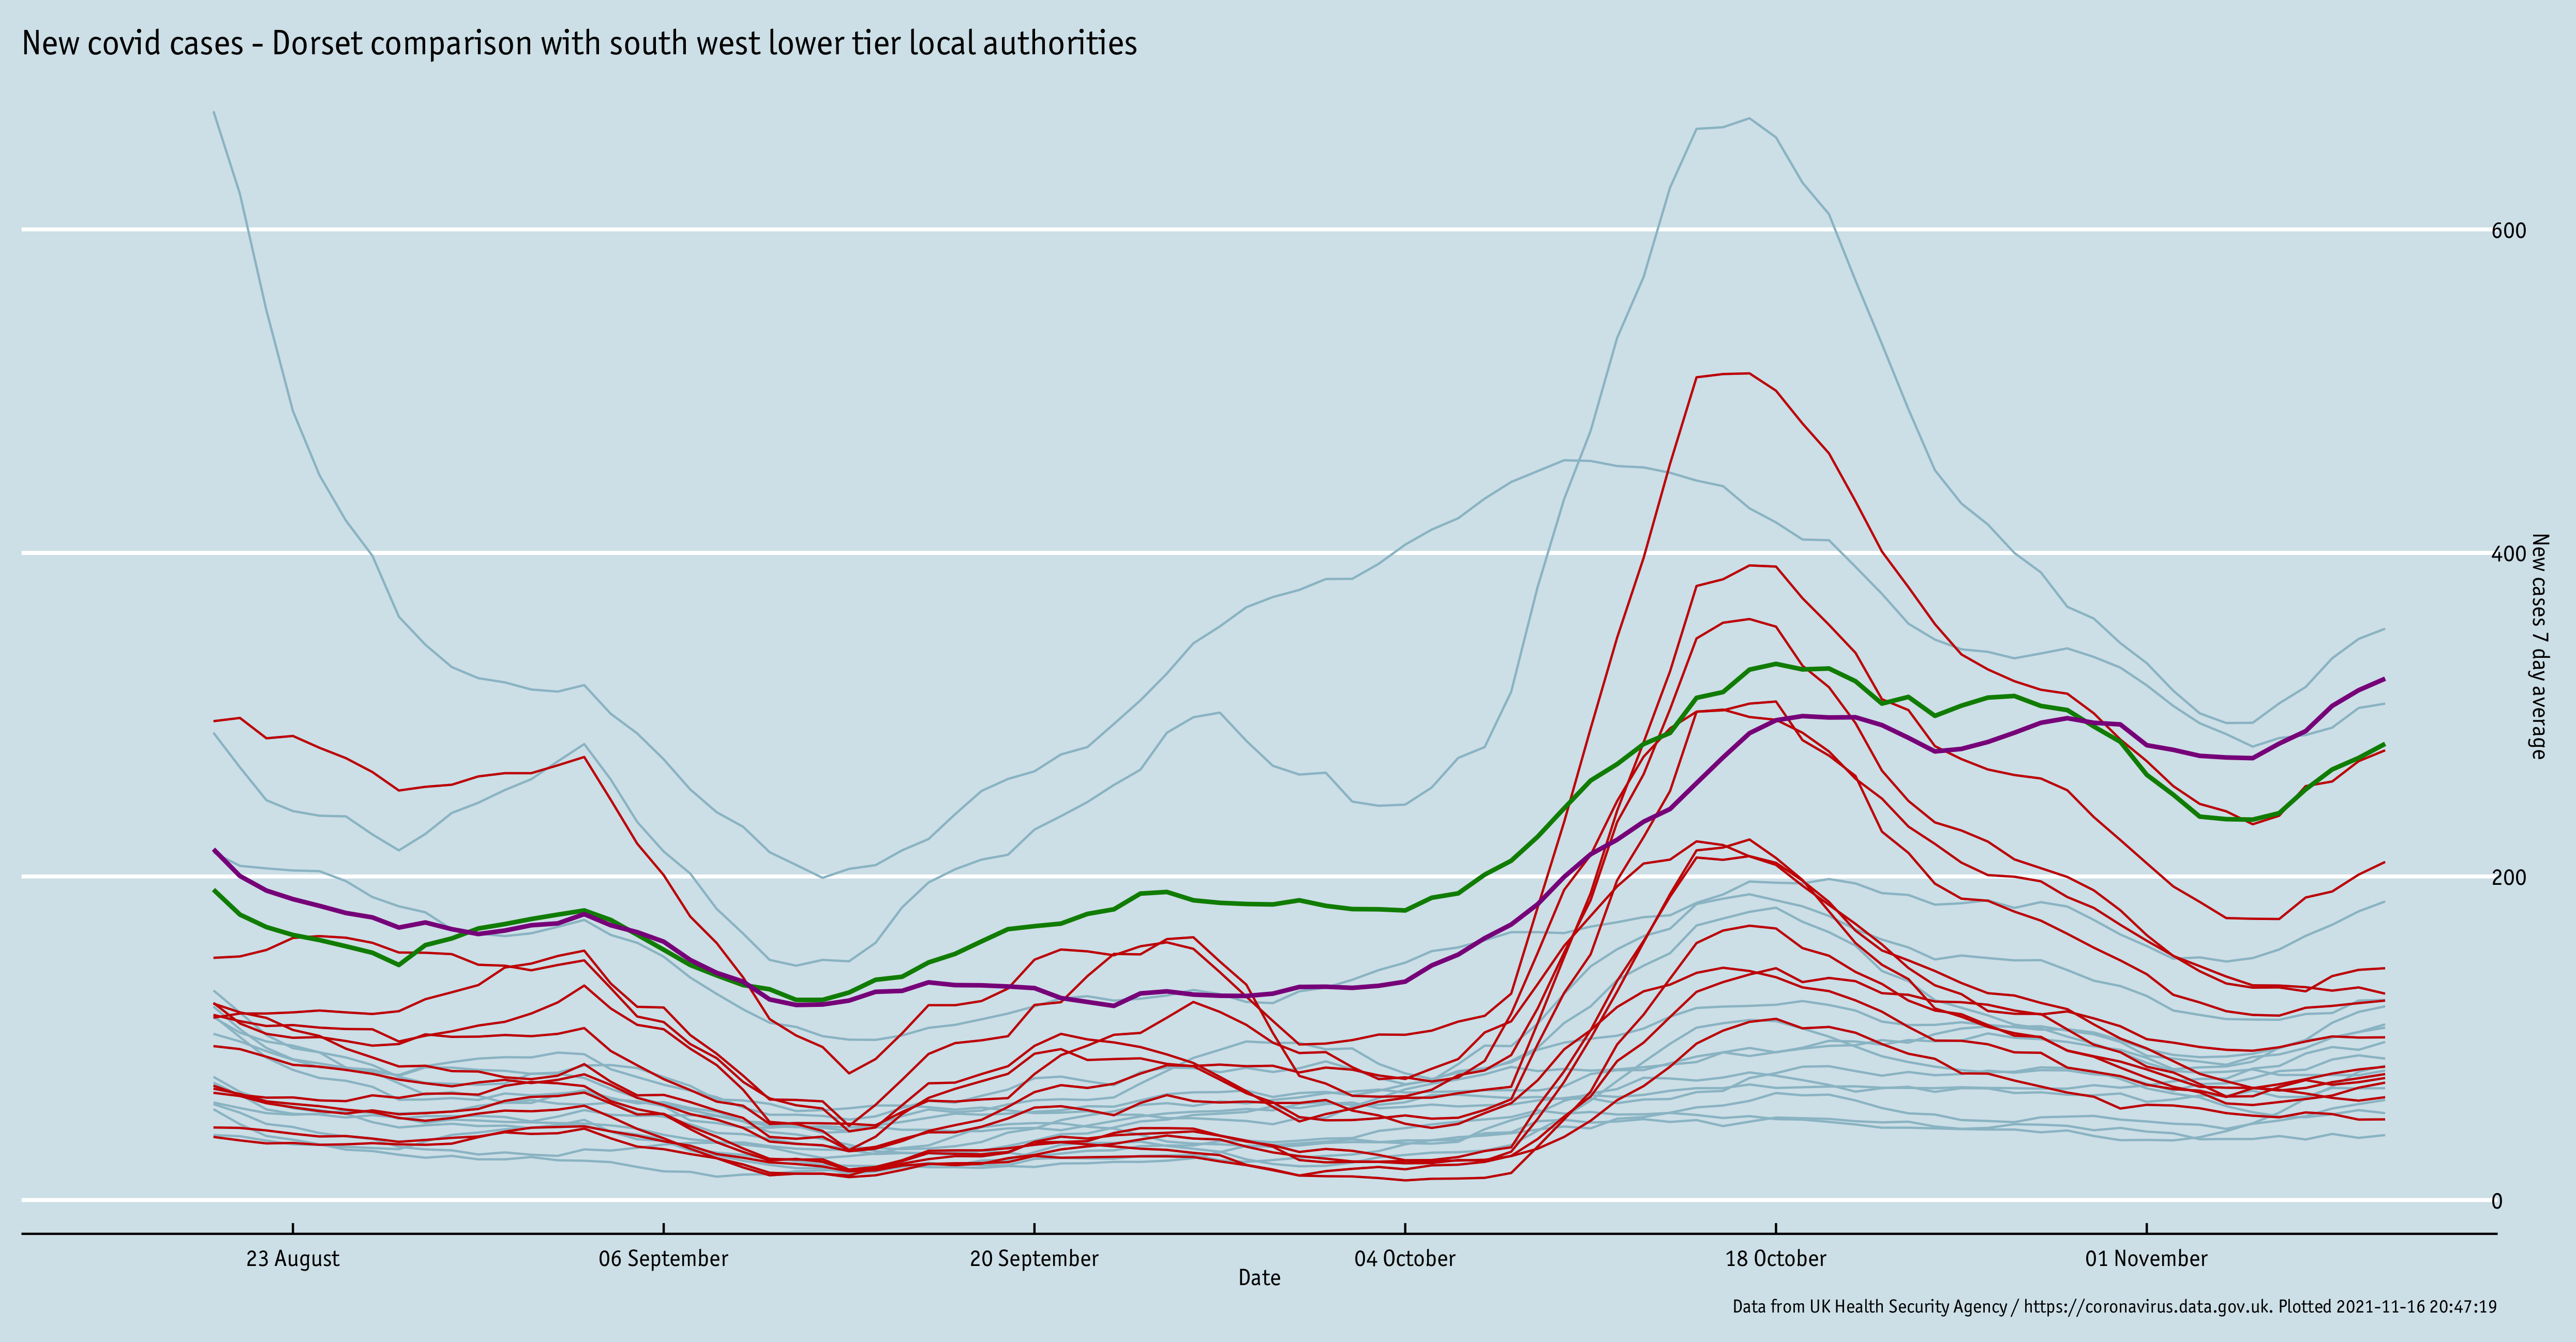 New covid cases - Dorset comparison with south west lower tier local authorities
600
400
200
0
New cases 7 day average
23 August
06 September
20 September
04 October
18 October
01 November
Date
Data from UK Health Security Agency / https://coronavirus.data.gov.uk. Plotted 2021-11-16 20:47:19